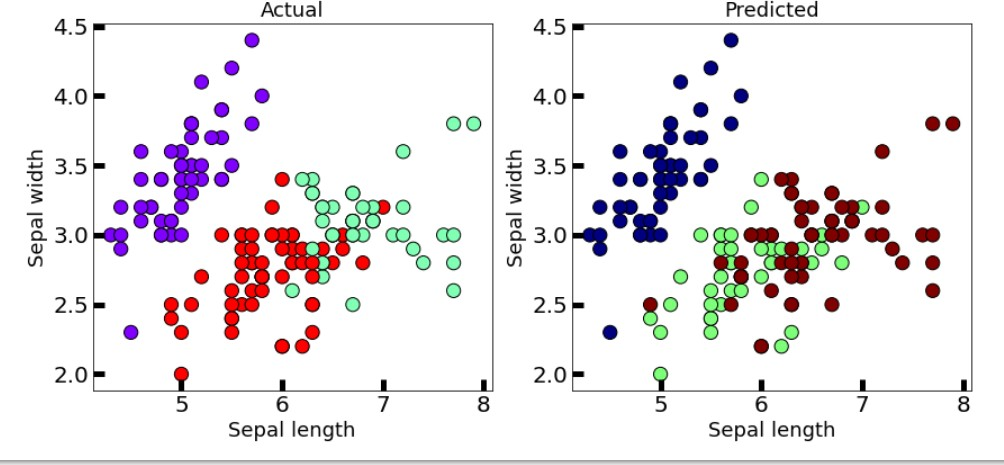 Actual
Predicted
4.5
4.0
3.5
3.0
2.5
2.0
Sepal width
5 6 7 8
Sepal length
4.5
4.0
3.5
3.0
2.5
2.0
Sepal width
5 6 7 8
Sepal length